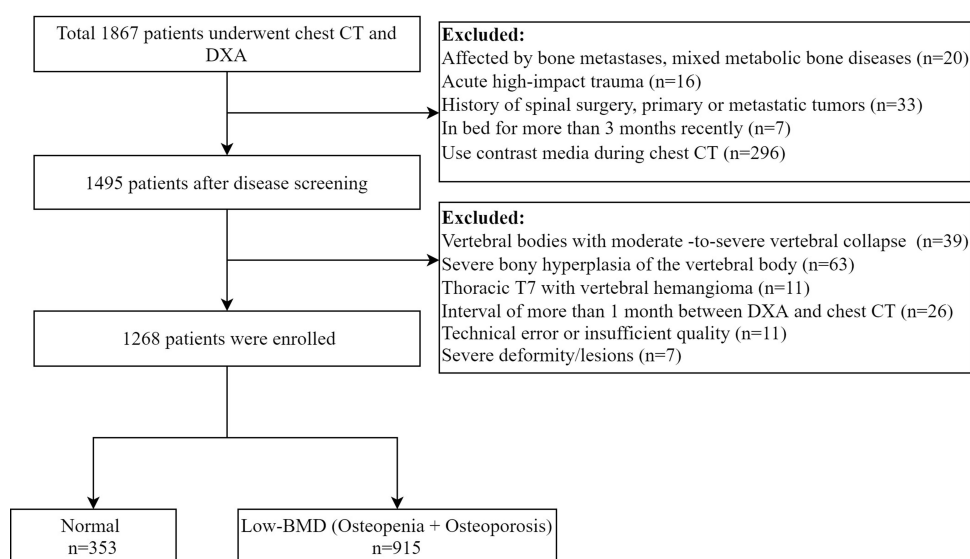 Total 1867 patients underwent chest CT and
DXA
Excluded:
Affected by bone metastases, mixed metabolic bone diseases (n=20)
Acute high-impact trauma (n=16)
History of spinal surgery, primary or metastatic tumors (n=33)
In bed for more than 3 months recently (n=7)
Use contrast media during chest CT (n=296)
1495 patients after disease screening
Excluded:
Vertebral bodies with moderate -to-severe vertebral collapse (n=39)
Severe bony hyperplasia of the vertebral body (n=63)
Thoracic T7 with vertebral hemangioma (n=11)
Interval of more than 1 month between DXA and chest CT (n=26)
Technical error or insufficient quality (n=11)
Severe deformity/lesions (n=7)
1268 patients were enrolled
Normal
n=353
Low-BMD (Osteopenia + Osteoporosis)
n=915